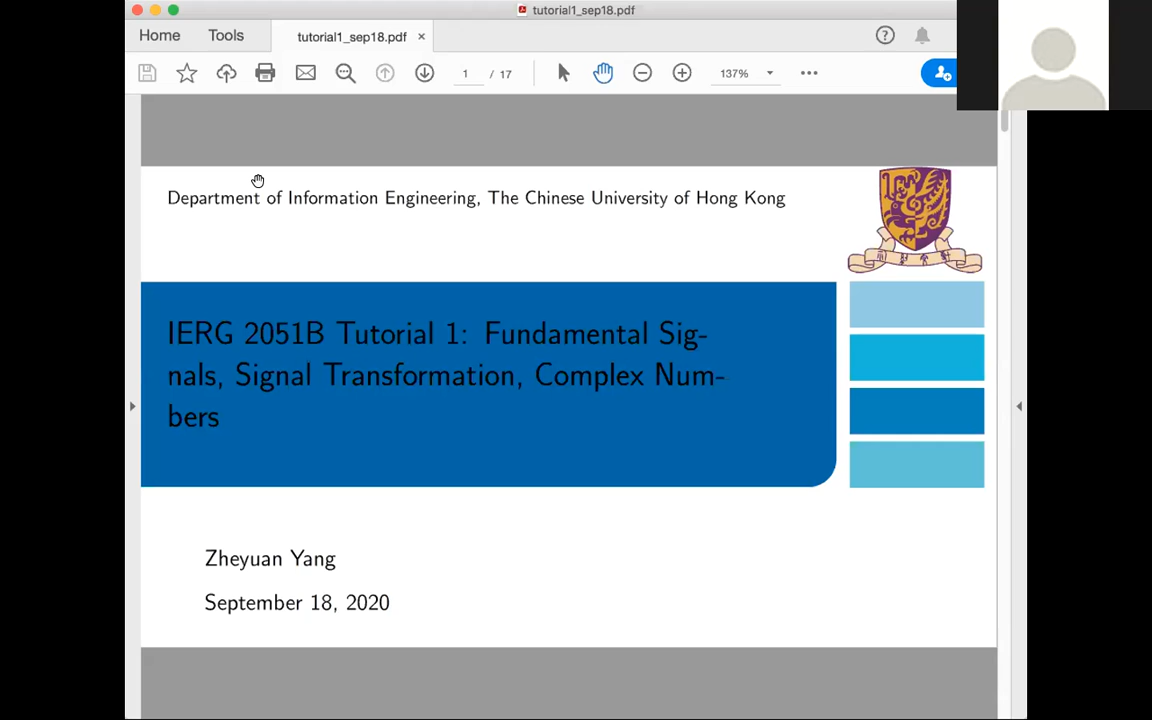 tutorial1_sep18.pdf
Home
Tools
tutorial1_sep18.pdf
1 / 17
137%
Department of Information Engineering, The Chinese University of Hong Kong
IERG 2051B Tutorial 1: Fundamental Sig-
nals, Signal Transformation, Complex Num-
bers
Zheyuan Yang
September 18, 2020